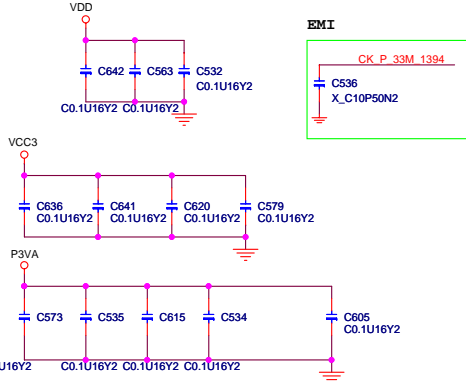 VDD
EMI
C642 C563 C532
C0.1U16Y2
C0.1U16Y2 C0.1U16Y2
CK_P_33M_1394
C536
X_C10P50N2
VCC3
C636 C641 C620 C579
C0.1U16Y2 C0.1U16Y2 C0.1U16Y2 C0.1U16Y2
P3VA
C573 C535 C615 C534 C605
C0.1U16Y2
U16Y2 C0.1U16Y2 C0.1U16Y2 C0.1U16Y2